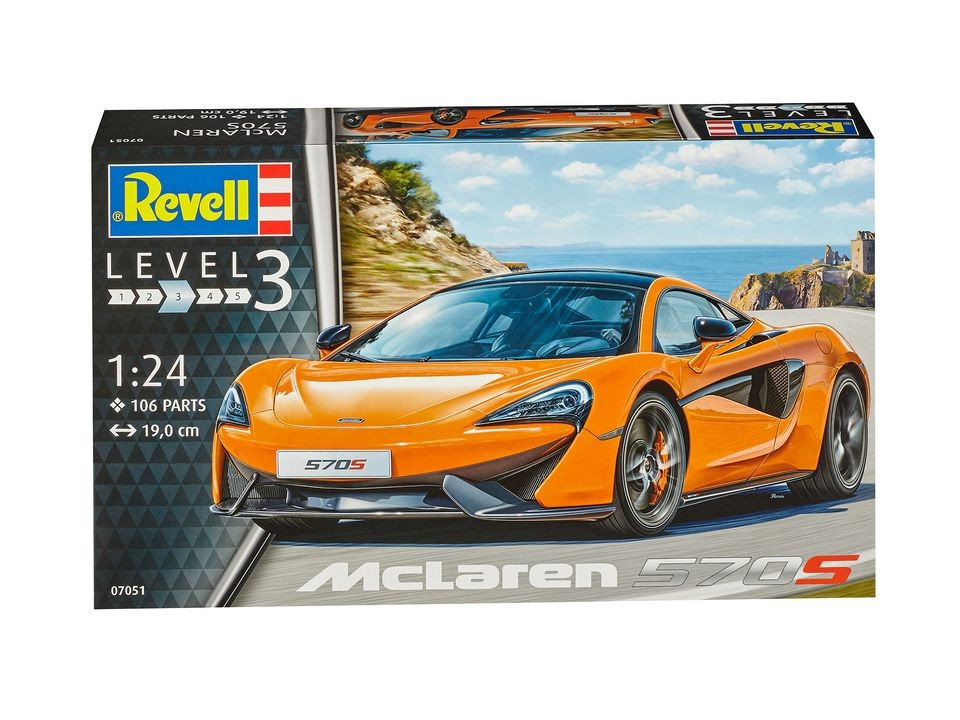 McLAREN
570S
1:24 ❖ 106 PARTS
↔ 19,0 cm
07051
LEVEL 3
Revell®
®Revell
LEVEL 3
1 2 3 4 5
1:24
❖ 106 PARTS
↔ 19,0 cm
570S
McLaren 570S
07051